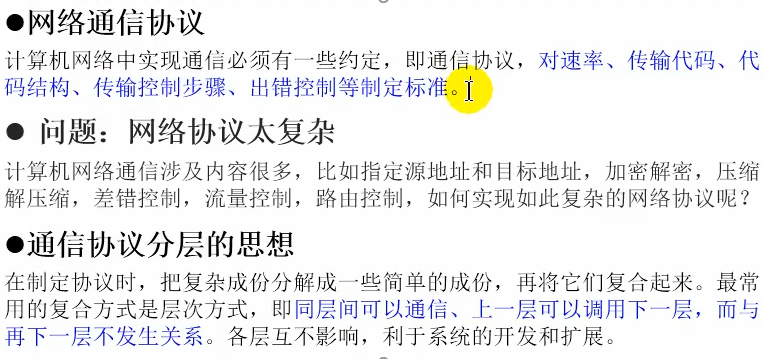 ●网络通信协议
计算机网络中实现通信必须有一些约定，即通信协议，对速率、传输代码、代
码结构、传输控制步骤、出错控制等制定标准。
● 问题：网络协议太复杂
计算机网络通信涉及内容很多，比如指定源地址和目标地址，加密解密，压缩
解压缩，差错控制，流量控制，路由控制，如何实现如此复杂的网络协议呢？
●通信协议分层的思想
在制定协议时，把复杂成份分解成一些简单的成份，再将它们复合起来。最常
用的复合方式是层次方式，即同层间可以通信、上一层可以调用下一层，而与
再下一层不发生关系。各层互不影响，利于系统的开发和扩展。